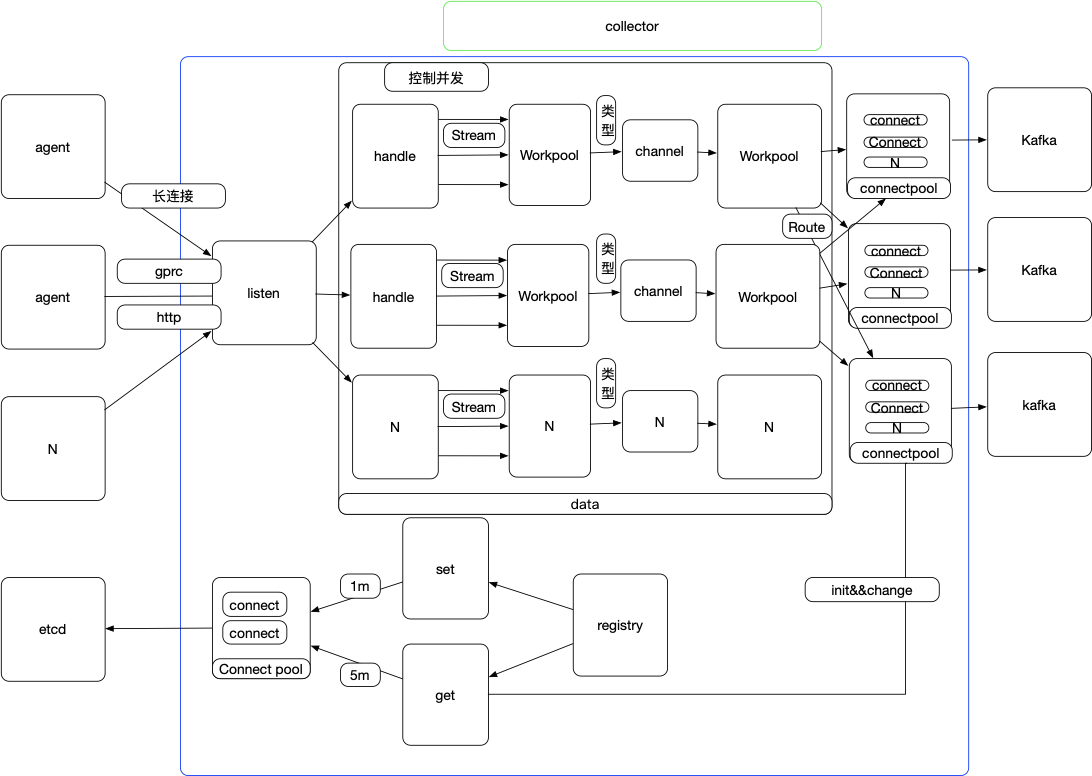 collector
控制并发
agent
handle
Stream
Workpool
类
型
channel
Workpool
connect
Connect
N
connectpool
Kafka
长连接
Route
agent
gprc
listen
http
handle
Stream
Workpool
类
型
channel
Workpool
connect
Connect
N
connectpool
Kafka
N
N
Stream
N
类
型
N
N
connect
Connect
N
connectpool
kafka
data
etcd
connect
connect
Connect pool
1m
5m
set
get
registry
init&&change